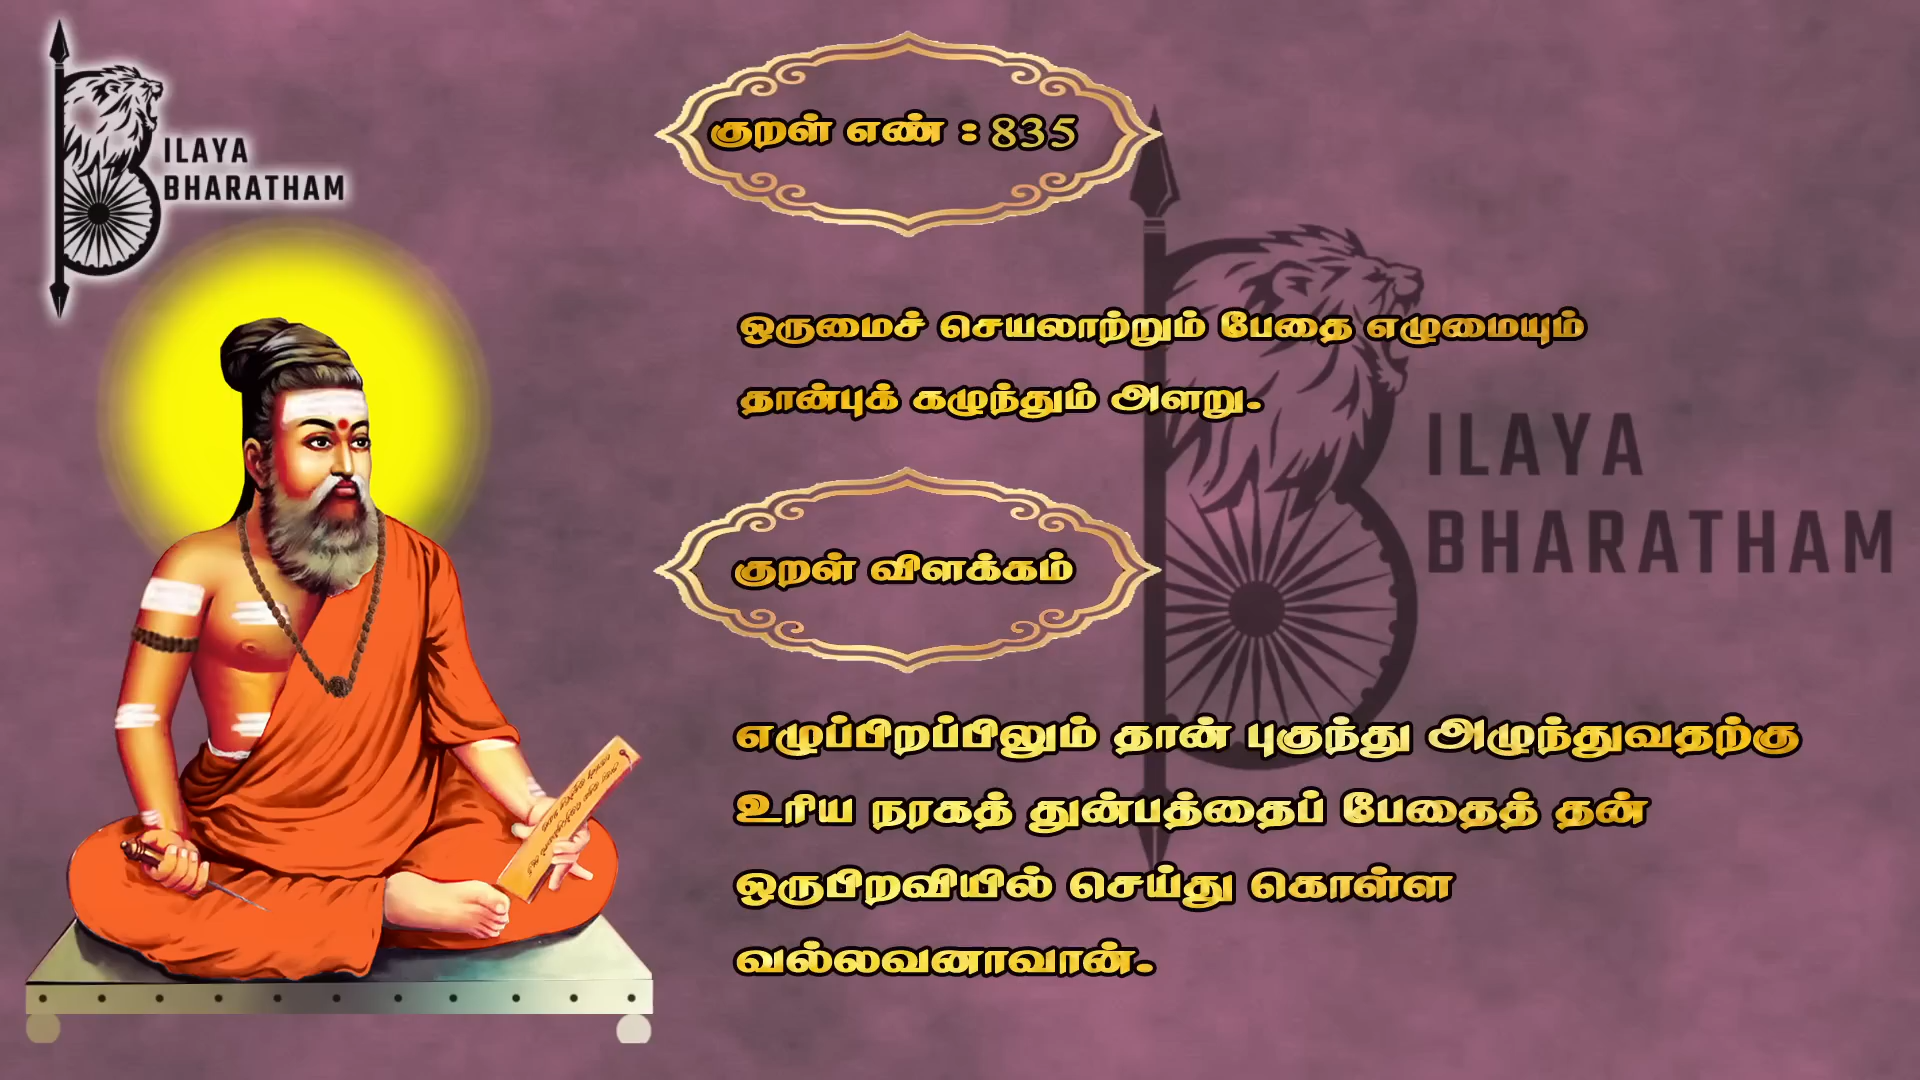 ILAYA
BHARATHAM
குறள் எண் : 835
ஒருமைச் செயலாற்றும் பேதை எழுமையும்
தான்புக் கழுந்தும் அளறு.
ILAYA
BHARATHAM
குறள் விளக்கம்
எழுப்பிறப்பிலும் தான் புகுந்து அழுந்துவதற்கு
உரிய நரகத் துன்பத்தைப் பேதைத் தன்
ஒருபிறவியில் செய்து கொள்ள
வல்லவனாவான்.